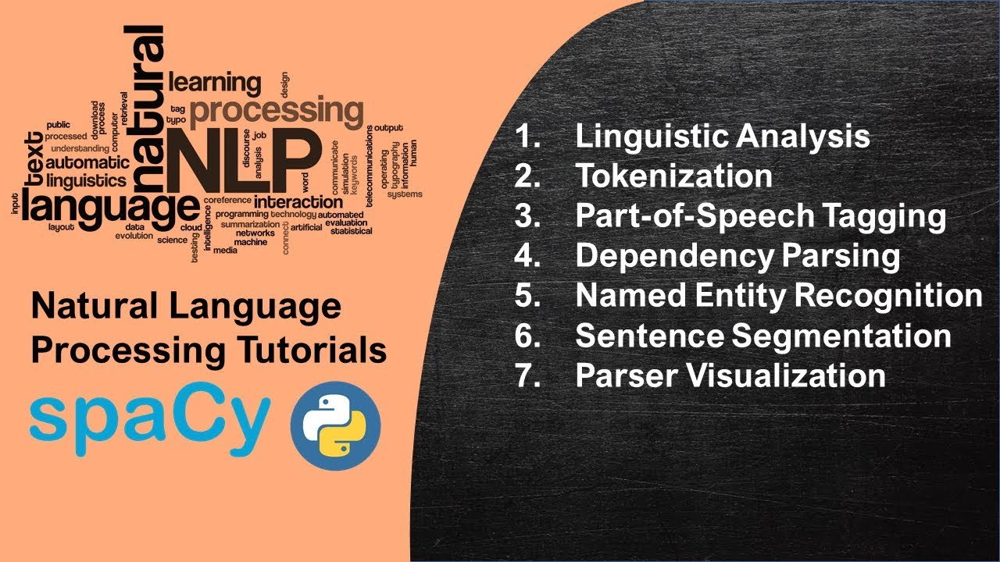 natural
learning
design
processing
tag
typo
retrieval
process
download
computer
public
processed
understanding
text
automatic
linguistics
NLP
discourse
job
analysis
word
communicate
simulation
keywords
telecommunications
output
operating
typography
information
human
systems
input
language
coreference
interaction
layout
data
evolution
science
cloud
testing
intelligence
programming
technology
automated
summarization
networks
machine
media
connect
artificial
evaluation
statistical
Natural Language
Processing Tutorials
spaCy
1. Linguistic Analysis
2. Tokenization
3. Part-of-Speech Tagging
4. Dependency Parsing
5. Named Entity Recognition
6. Sentence Segmentation
7. Parser Visualization